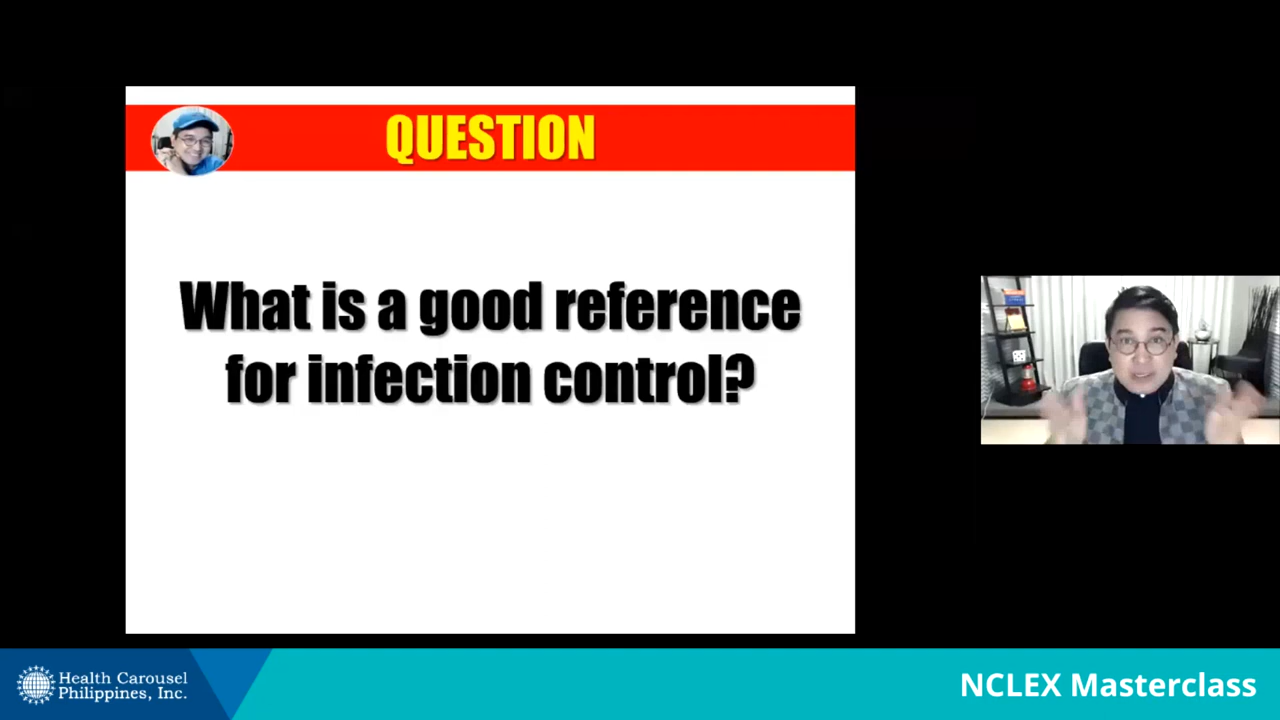 QUESTION
What is a good reference
for infection control?
Health Carousel
Philippines, Inc.
NCLEX Masterclass